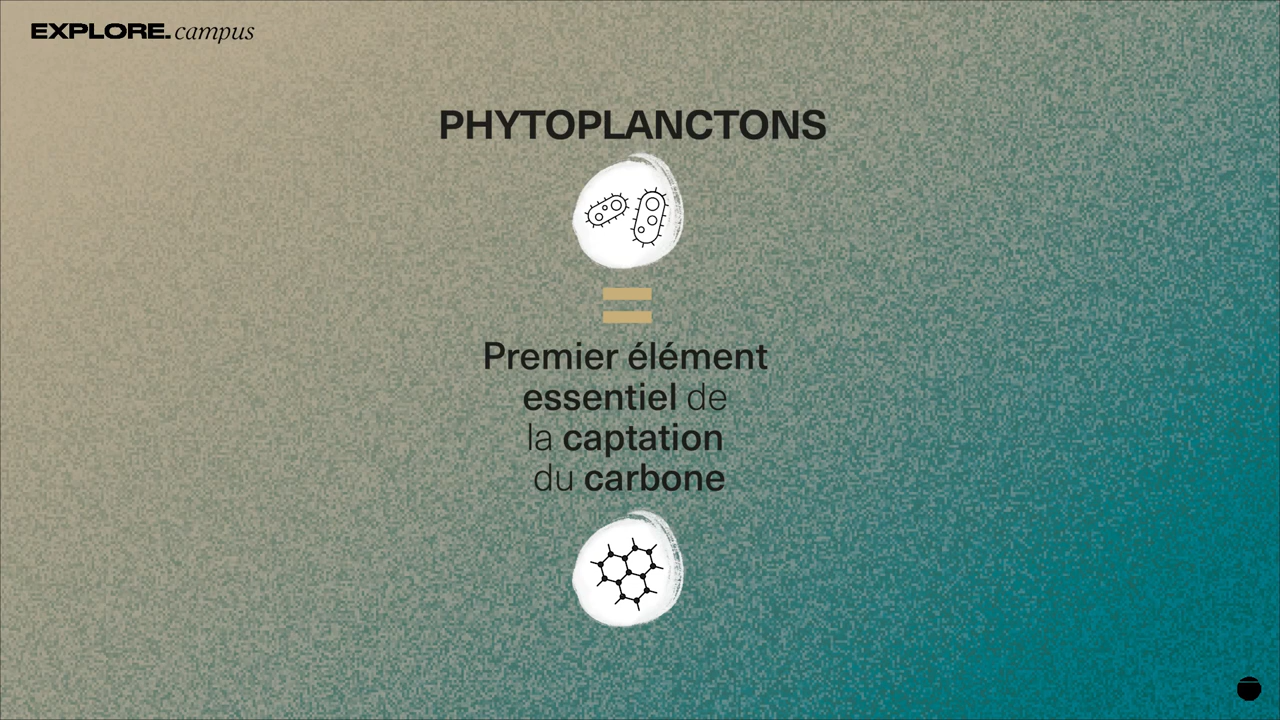 EXPLORE.campus
PHYTOPLANCTONS
=
Premier élément
essentiel de
la captation
du carbone